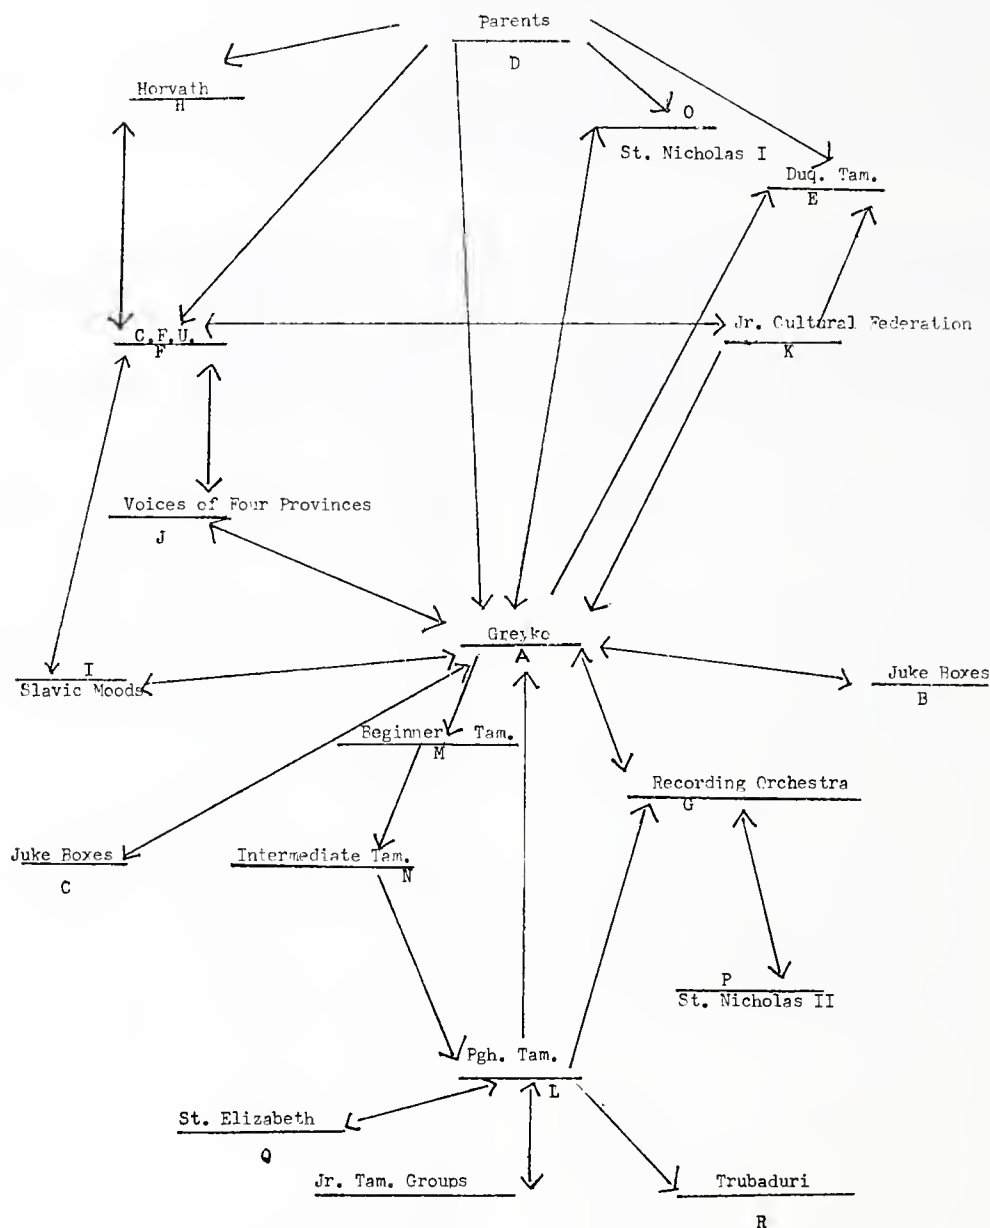 Parents
D
Horvath
H
O
St. Nicholas I
Duq. Tam.
E
C.F.U.
F
Jr. Cultural Federation
K
Voices of Four Provinces
J
Greyko
A
I
Slavic Moods
Juke Boxes
B
Beginner Tam.
M
Recording Orchestra
G
Juke Boxes
C
Intermediate Tam.
N
P
St. Nicholas II
Pgh. Tam.
L
St. Elizabeth
Q
Jr. Tam. Groups
Trubaduri
R